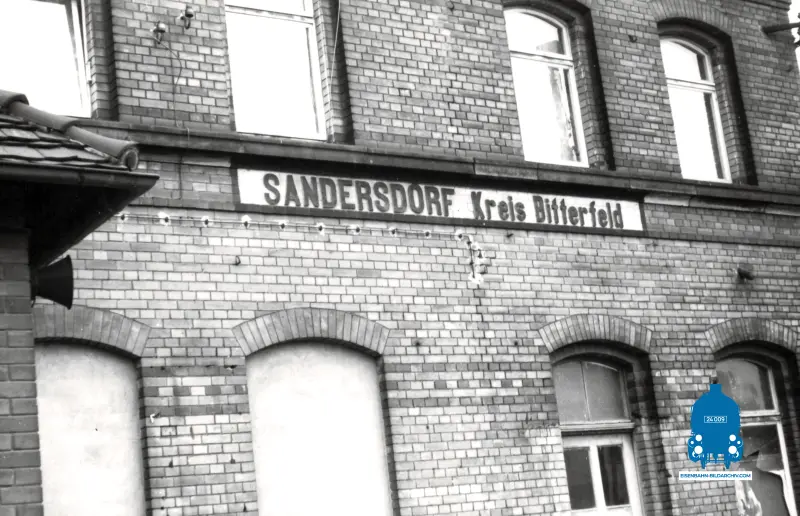 SANDERSDORF Kreis Bitterfeld
24 009
EISENBAHN-BILDARCHIV.COM